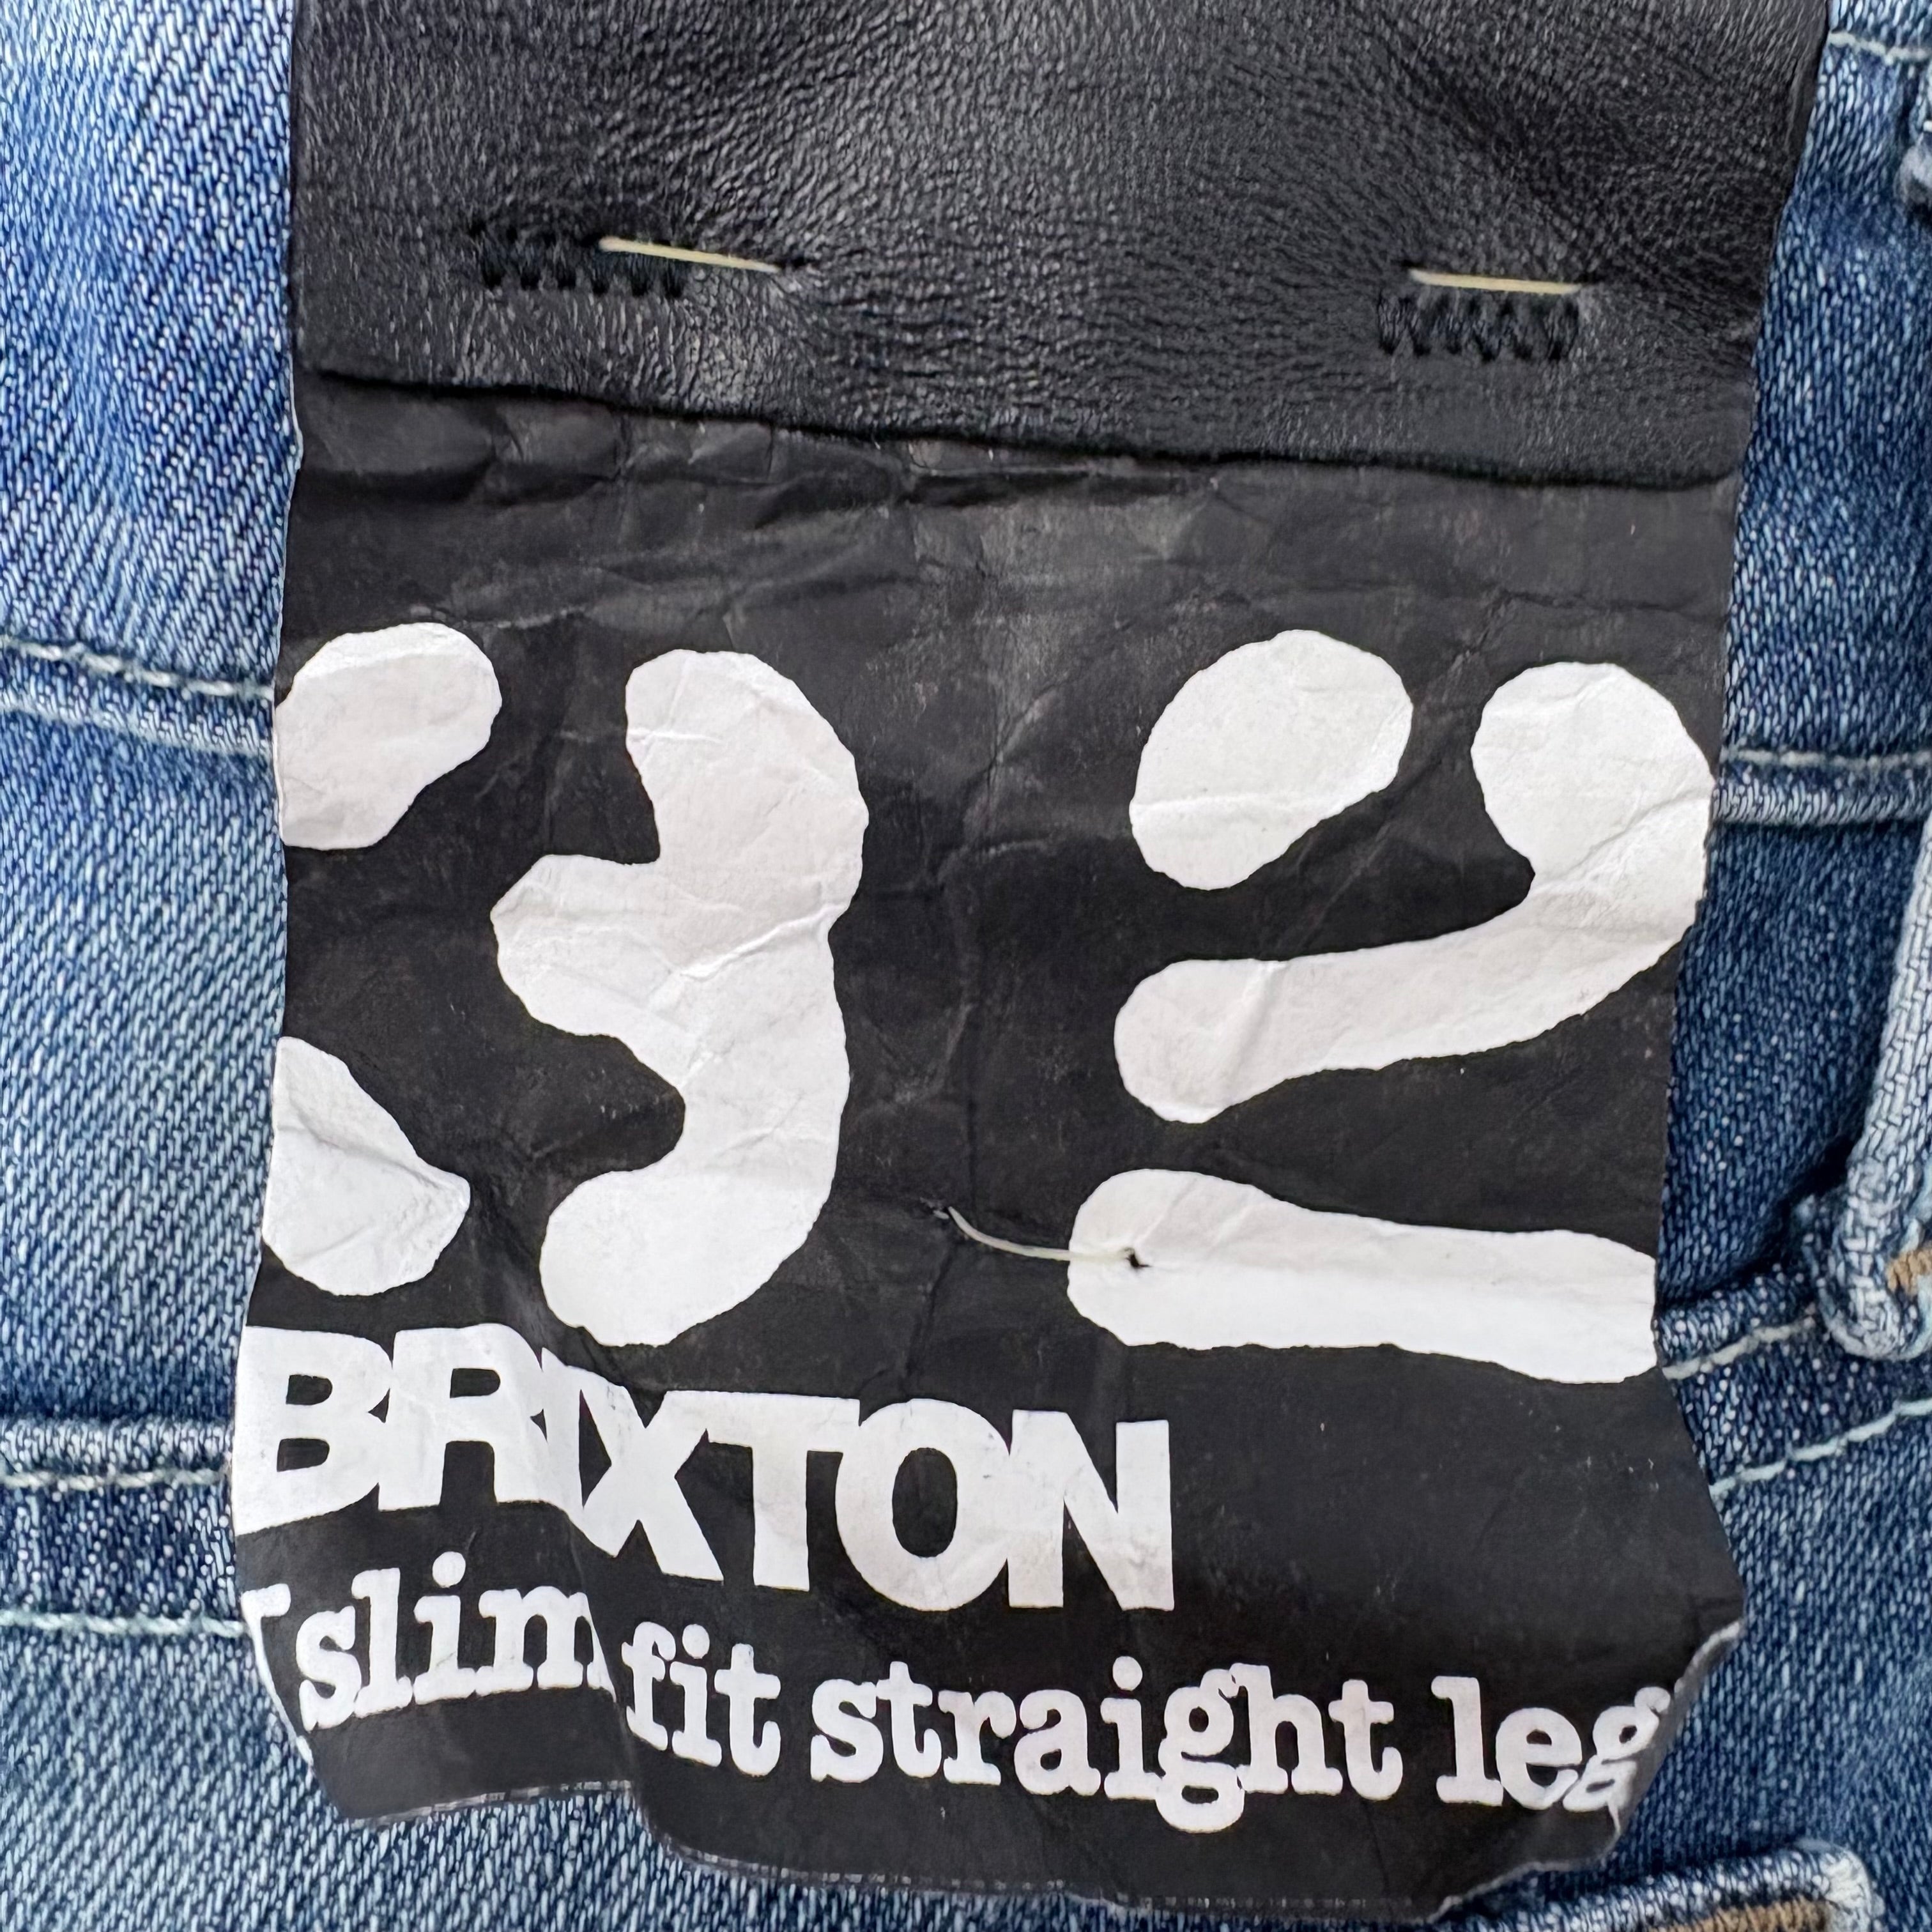 32
BRIXTON
[slim fit straight leg